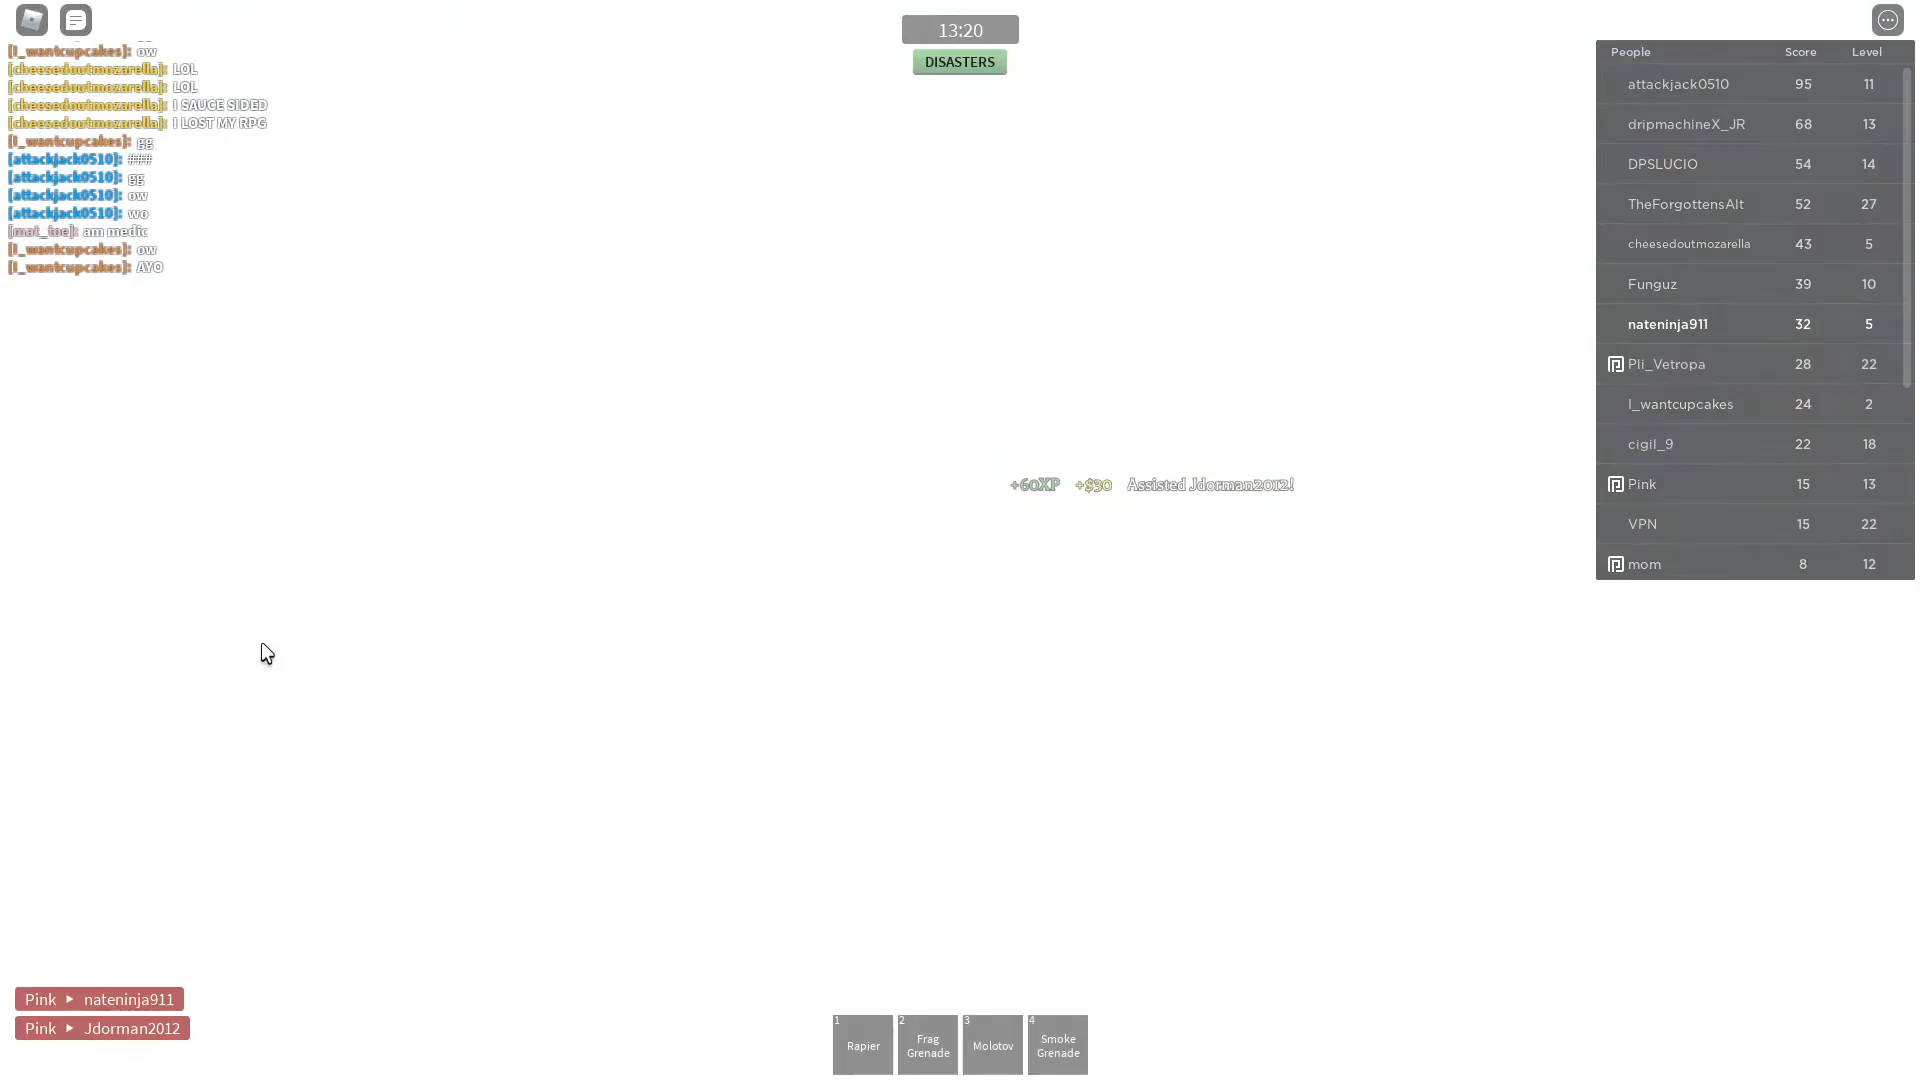 13:20
DISASTERS
[I_wantcupcakes]: ow
[cheesedoutmozarella]: LOL
[cheesedoutmozarella]: LOL
[cheesedoutmozarella]: I SAUCE SIDED
[cheesedoutmozarella]: I LOST MY RPG
[I_wantcupcakes]: gg
[attackjack0510]: ###
[attackjack0510]: gg
[attackjack0510]: ow
[attackjack0510]: wo
[mat_toe]: am medic
[I_wantcupcakes]: ow
[I_wantcupcakes]: AYO
People Score Level
attackjack0510 95 11
dripmachineX_JR 68 13
DPSLUCIO 54 14
TheForgottensAlt 52 27
cheesedoutmozarella 43 5
Funguz 39 10
nateninja911 32 5
Pli_Vetropa 28 22
I_wantcupcakes 24 2
cigil_9 22 18
Pink 15 13
VPN 15 22
mom 8 12
+60XP +$30 Assisted Jdorman2012!
Pink ▸ nateninja911
Pink ▸ Jdorman2012
1 Rapier
2 Frag Grenade
3 Molotov
4 Smoke Grenade